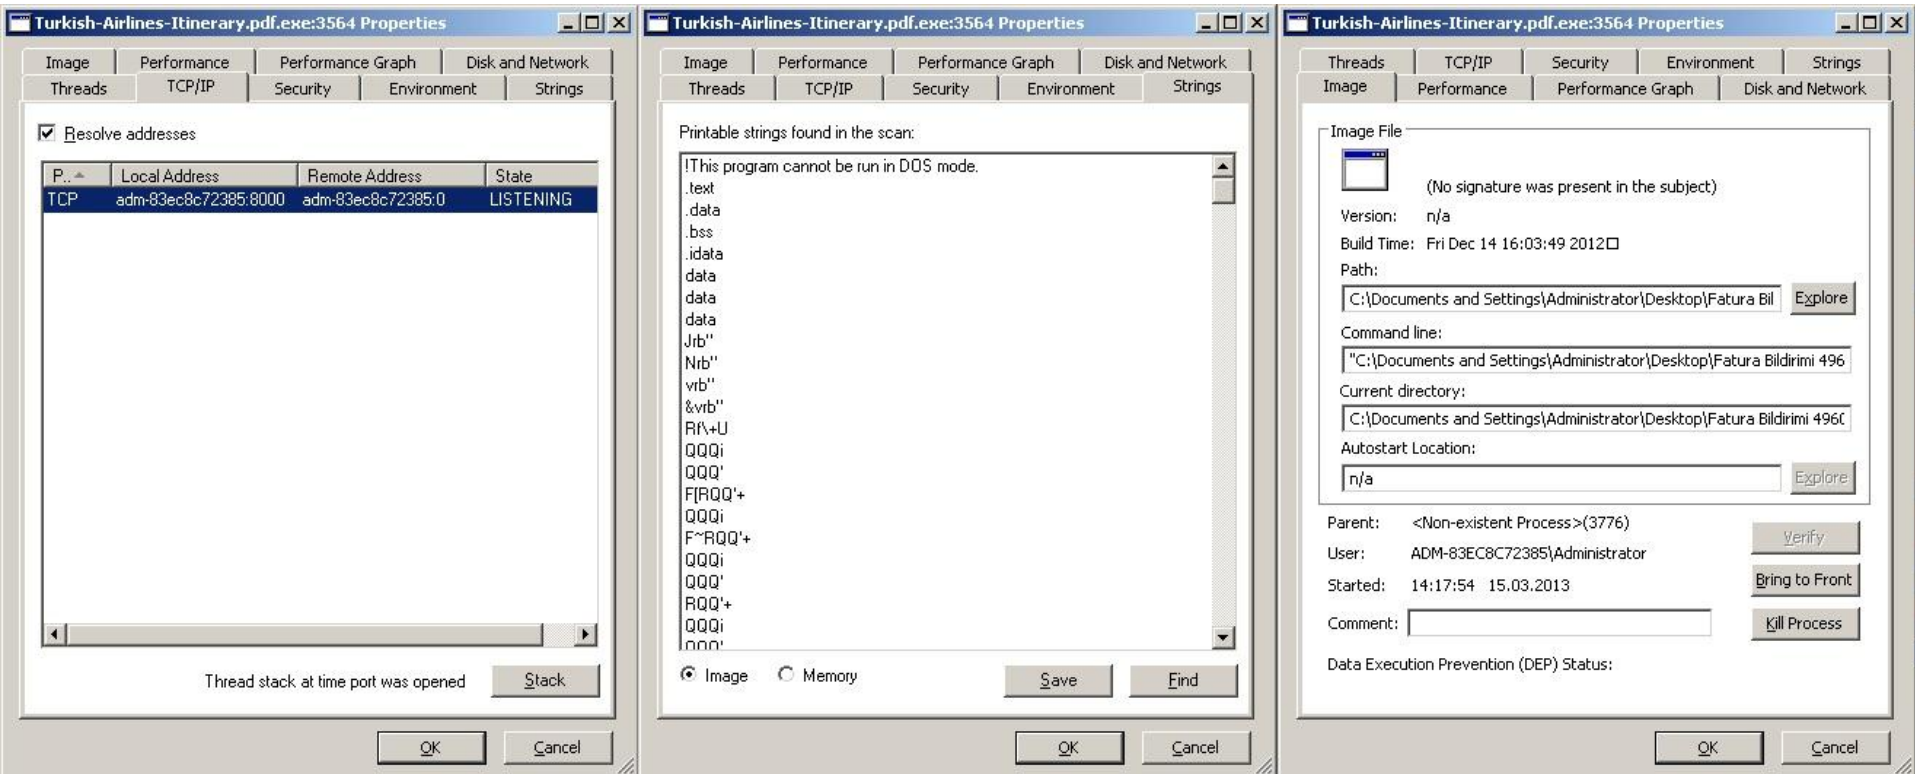 Turkish-Airlines-Itinerary.pdf.exe:3564 Properties
Image Performance Performance Graph Disk and Network
Threads TCP/IP Security Environment Strings
Resolve addresses
P.. Local Address Remote Address State
TCP adm-83ec8c72385:8000 adm-83ec8c72385:0 LISTENING
Thread stack at time port was opened Stack
OK Cancel
Turkish-Airlines-Itinerary.pdf.exe:3564 Properties
Image Performance Performance Graph Disk and Network
Threads TCP/IP Security Environment Strings
Printable strings found in the scan:
!This program cannot be run in DOS mode.
.text
.data
.bss
.idata
data
data
data
Jrb"
Nrb"
vrb"
&vrb"
Rf\+U
QQQi
QQQ'
F[RQQ'+
QQQi
F~RQQ'+
QQQi
QQQ'
RQQ'+
QQQi
QQQ'
Image Memory Save Find
OK Cancel
Turkish-Airlines-Itinerary.pdf.exe:3564 Properties
Threads TCP/IP Security Environment Strings
Image Performance Performance Graph Disk and Network
Image File
(No signature was present in the subject)
Version: n/a
Build Time: Fri Dec 14 16:03:49 2012
Path:
C:\Documents and Settings\Administrator\Desktop\Fatura Bil Explore
Command line:
"C:\Documents and Settings\Administrator\Desktop\Fatura Bildirimi 496
Current directory:
C:\Documents and Settings\Administrator\Desktop\Fatura Bildirimi 4960
Autostart Location:
n/a Explore
Parent: <Non-existent Process>(3776)
Verify
User: ADM-83EC8C72385\Administrator
Bring to Front
Started: 14:17:54 15.03.2013
Comment: Kill Process
Data Execution Prevention (DEP) Status:
OK Cancel